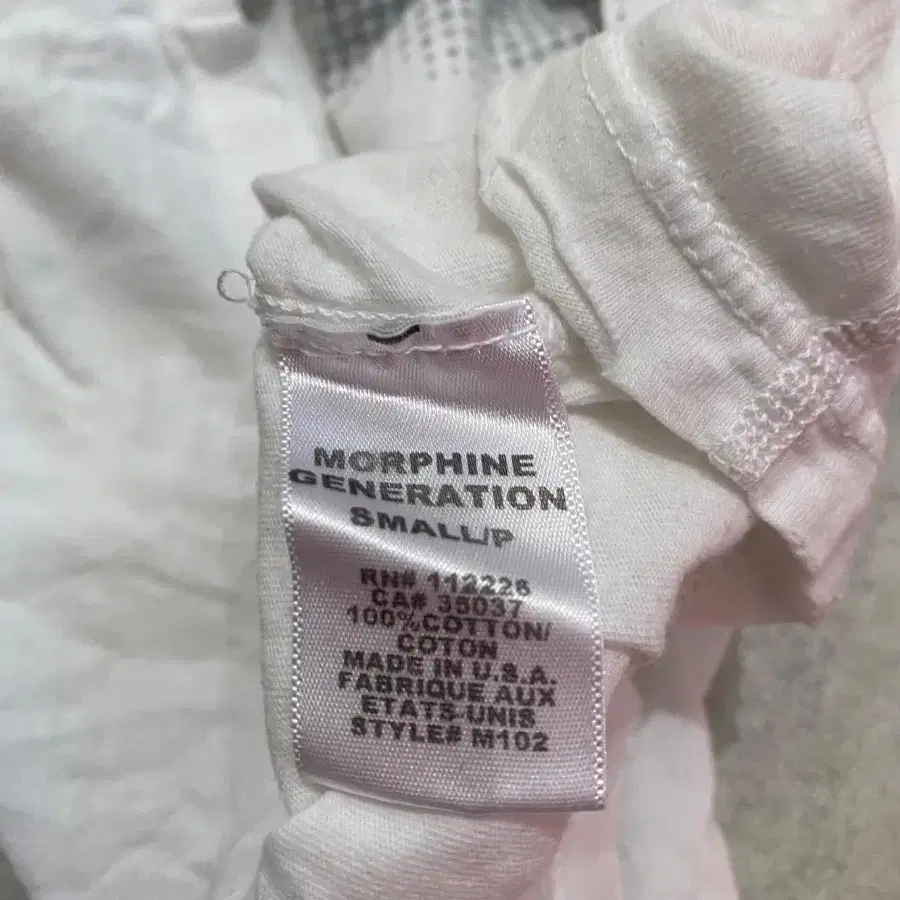 MORPHINE
GENERATION
SMALL/P
RN# 112226
CA# 35037
100%COTTON/
COTON
MADE IN U.S.A.
FABRIQUE AUX
ETATS-UNIS
STYLE# M102